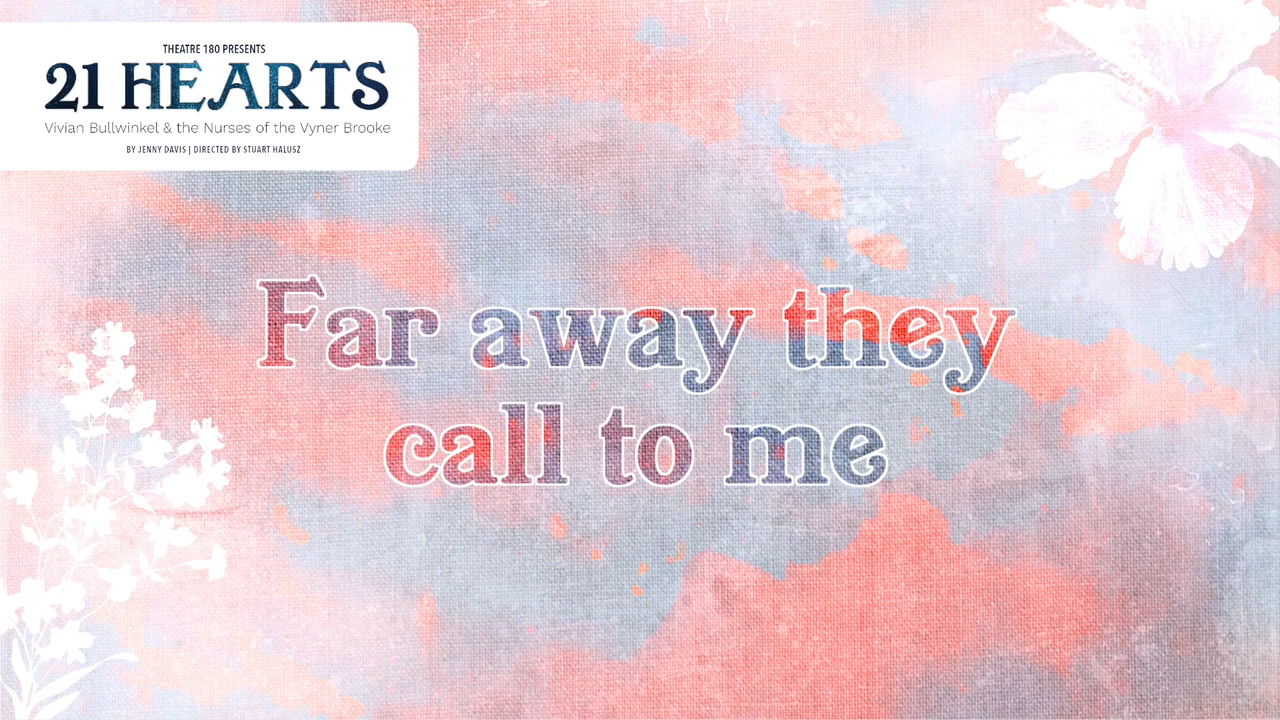 THEATRE 180 PRESENTS
21 HEARTS
Vivian Bullwinkel & the Nurses of the Vyner Brooke
BY JENNY DAVIS | DIRECTED BY STUART HALUSZ
Far away they
call to me